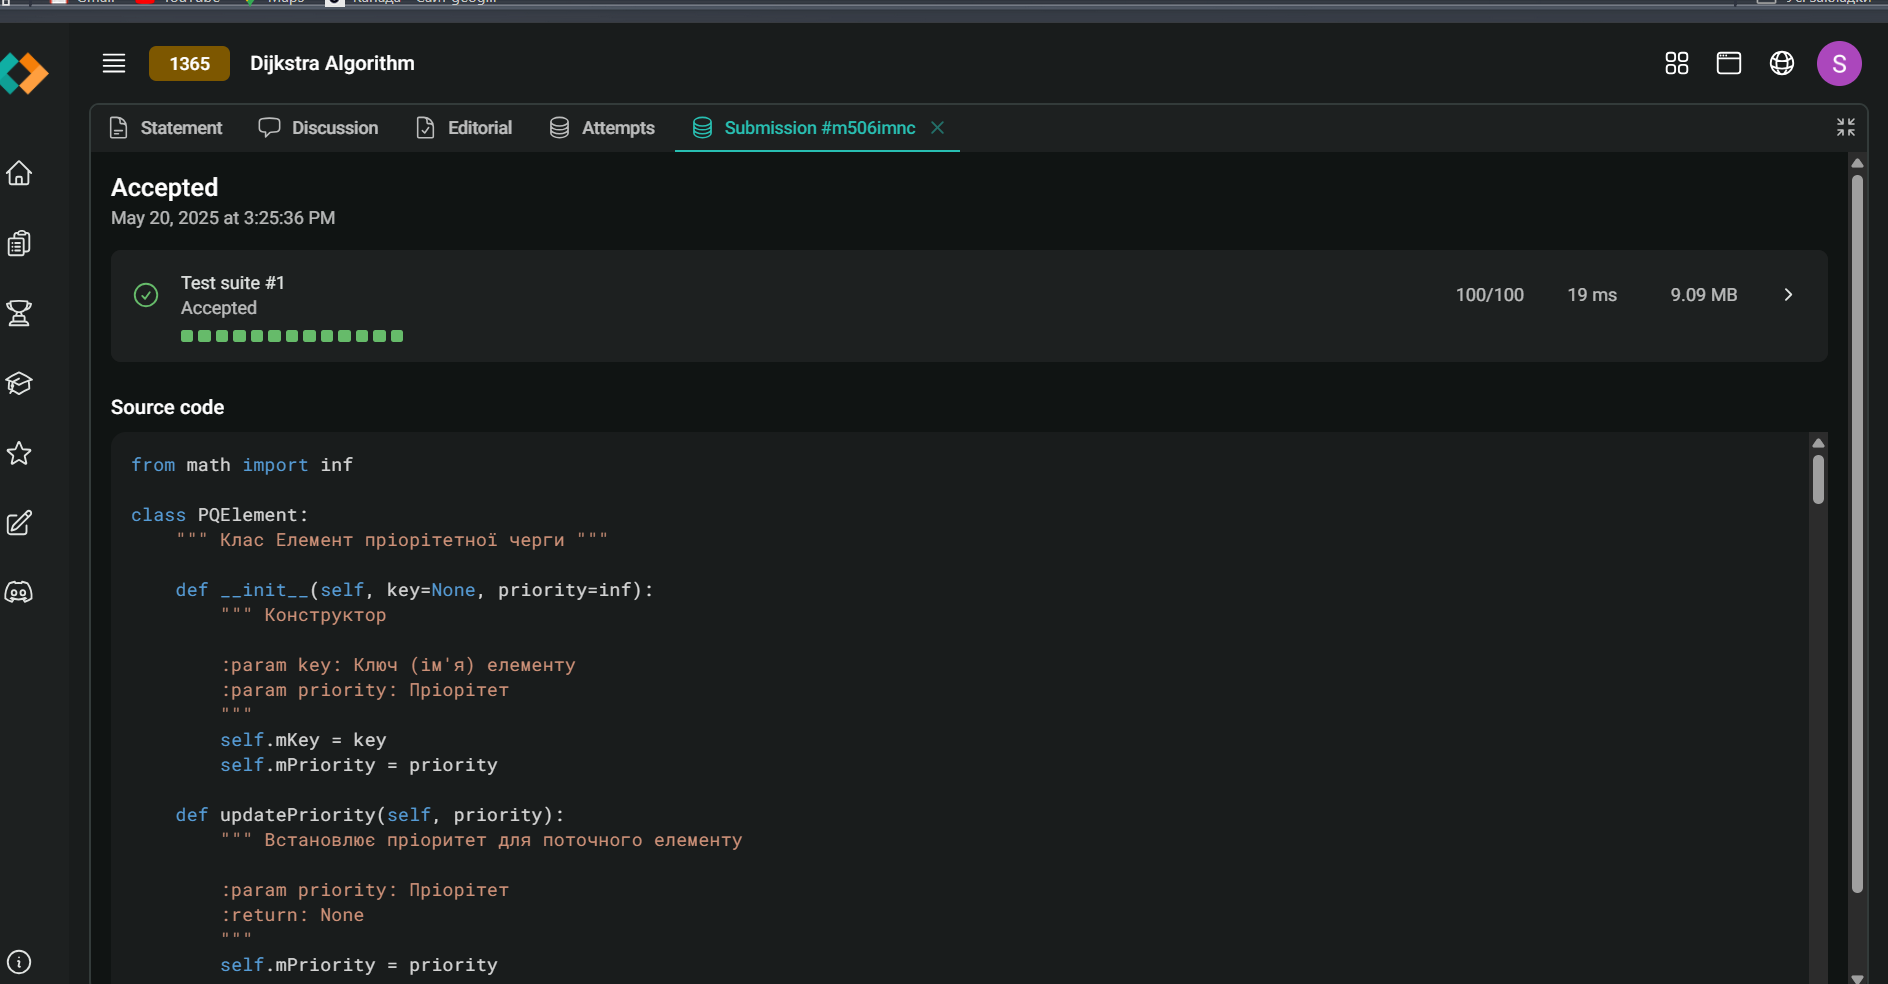 1365 Dijkstra Algorithm S
Statement Discussion Editorial Attempts Submission #m506imnc
Accepted
May 20, 2025 at 3:25:36 PM
Test suite #1
Accepted
100/100 19 ms 9.09 MB
Source code
from math import inf
class PQElement:
""" Клас Елемент пріорітетної черги """
def __init__(self, key=None, priority=inf):
""" Конструктор
:param key: Ключ (ім'я) елементу
:param priority: Пріорітет
"""
self.mKey = key
self.mPriority = priority
def updatePriority(self, priority):
""" Встановлює пріоритет для поточного елементу
:param priority: Пріорітет
:return: None
"""
self.mPriority = priority